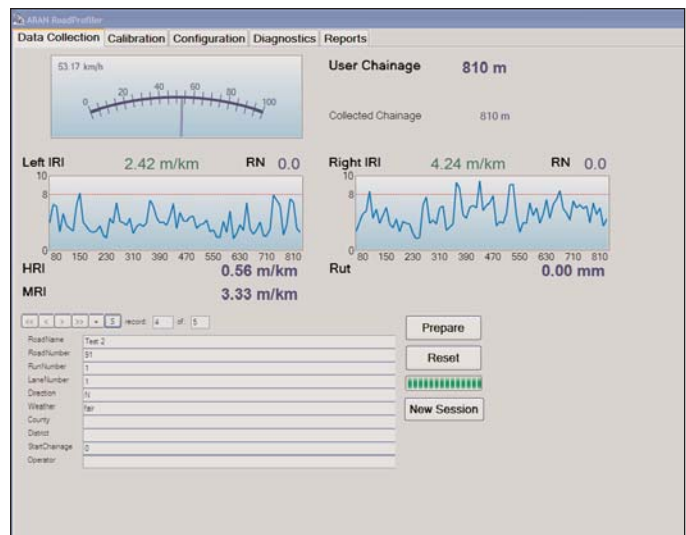 ARAN RoadProfiler
Data Collection Calibration Configuration Diagnostics Reports
53.17 km/h
0 20 40 60 80 100
User Chainage 810 m
Collected Chainage 810 m
Left IRI 2.42 m/km RN 0.0
10
8
0
80 150 230 310 390 470 550 630 710 810
Right IRI 4.24 m/km RN 0.0
10
8
0
80 150 230 310 390 470 550 630 710 810
HRI 0.56 m/km
Rut 0.00 mm
MRI 3.33 m/km
<< < > >> + S record: 4 of: 5
RoadName Test 2
RoadNumber 91
RunNumber 1
LaneNumber 1
Direction N
Weather fair
County
District
StartChainage 0
Operator
Prepare
Reset
New Session